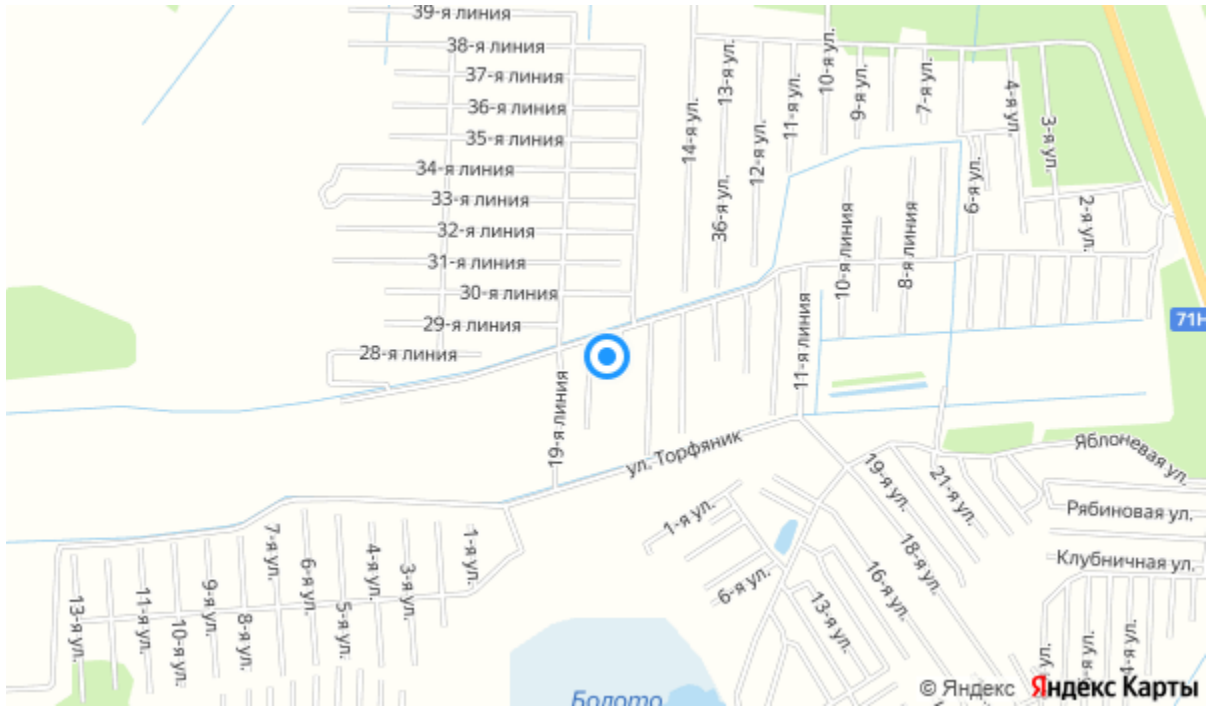 39-я линия
38-я линия
37-я линия
36-я линия
35-я линия
34-я линия
33-я линия
32-я линия
31-я линия
30-я линия
29-я линия
28-я линия
19-я линия
14-я ул.
13-я ул.
36-я ул.
12-я ул.
11-я ул.
10-я ул.
9-я ул.
7-я ул.
4-я ул.
3-я ул.
6-я ул.
2-я ул.
10-я линия
8-я линия
11-я линия
71Н
ул. Торфяник
Яблоневая ул.
Рябиновая ул.
Клубничная ул.
19-я ул.
21-я ул.
18-я ул.
16-я ул.
13-я ул.
1-я ул.
6-я ул.
1-я ул.
3-я ул.
4-я ул.
5-я ул.
6-я ул.
7-я ул.
8-я ул.
9-я ул.
10-я ул.
11-я ул.
13-я ул.
Болото
© Яндекс Яндекс Карты